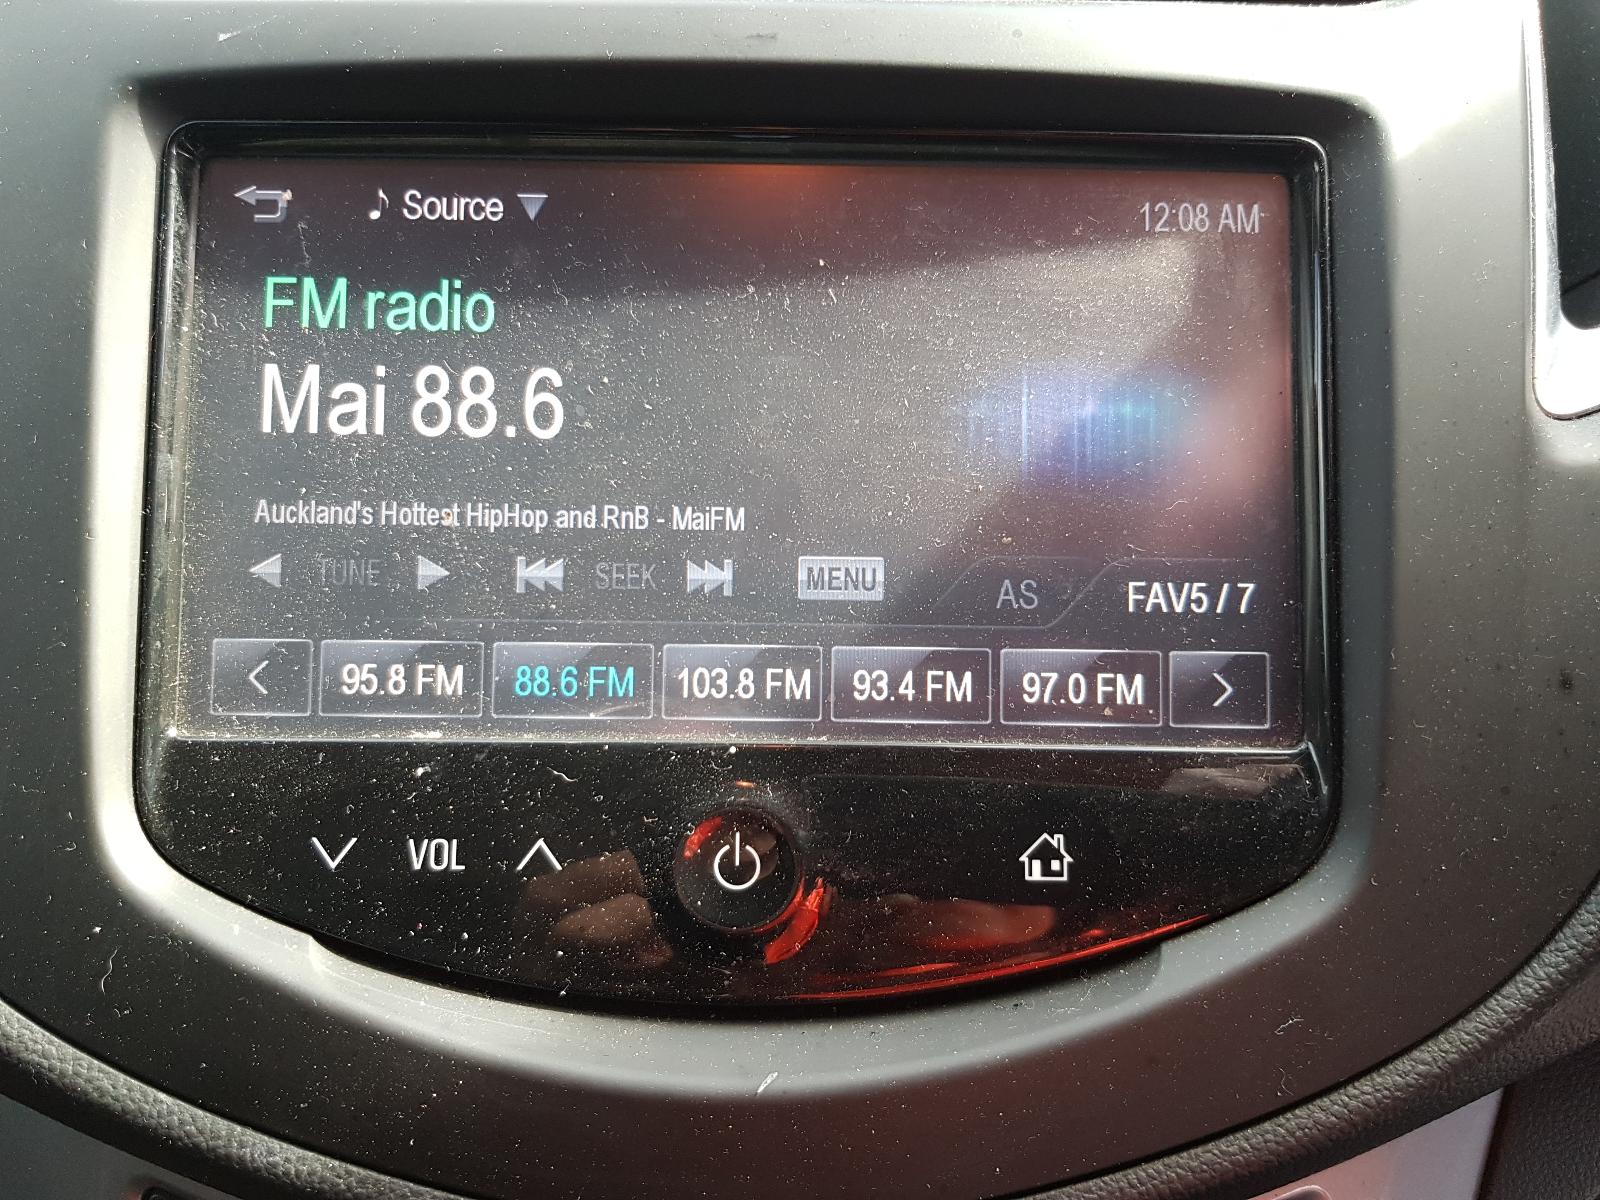 Source
12:08 AM
FM radio
Mai 88.6
Auckland's Hottest HipHop and RnB - MaiFM
TUNE SEEK MENU AS FAV5 / 7
95.8 FM 88.6 FM 103.8 FM 93.4 FM 97.0 FM
VOL